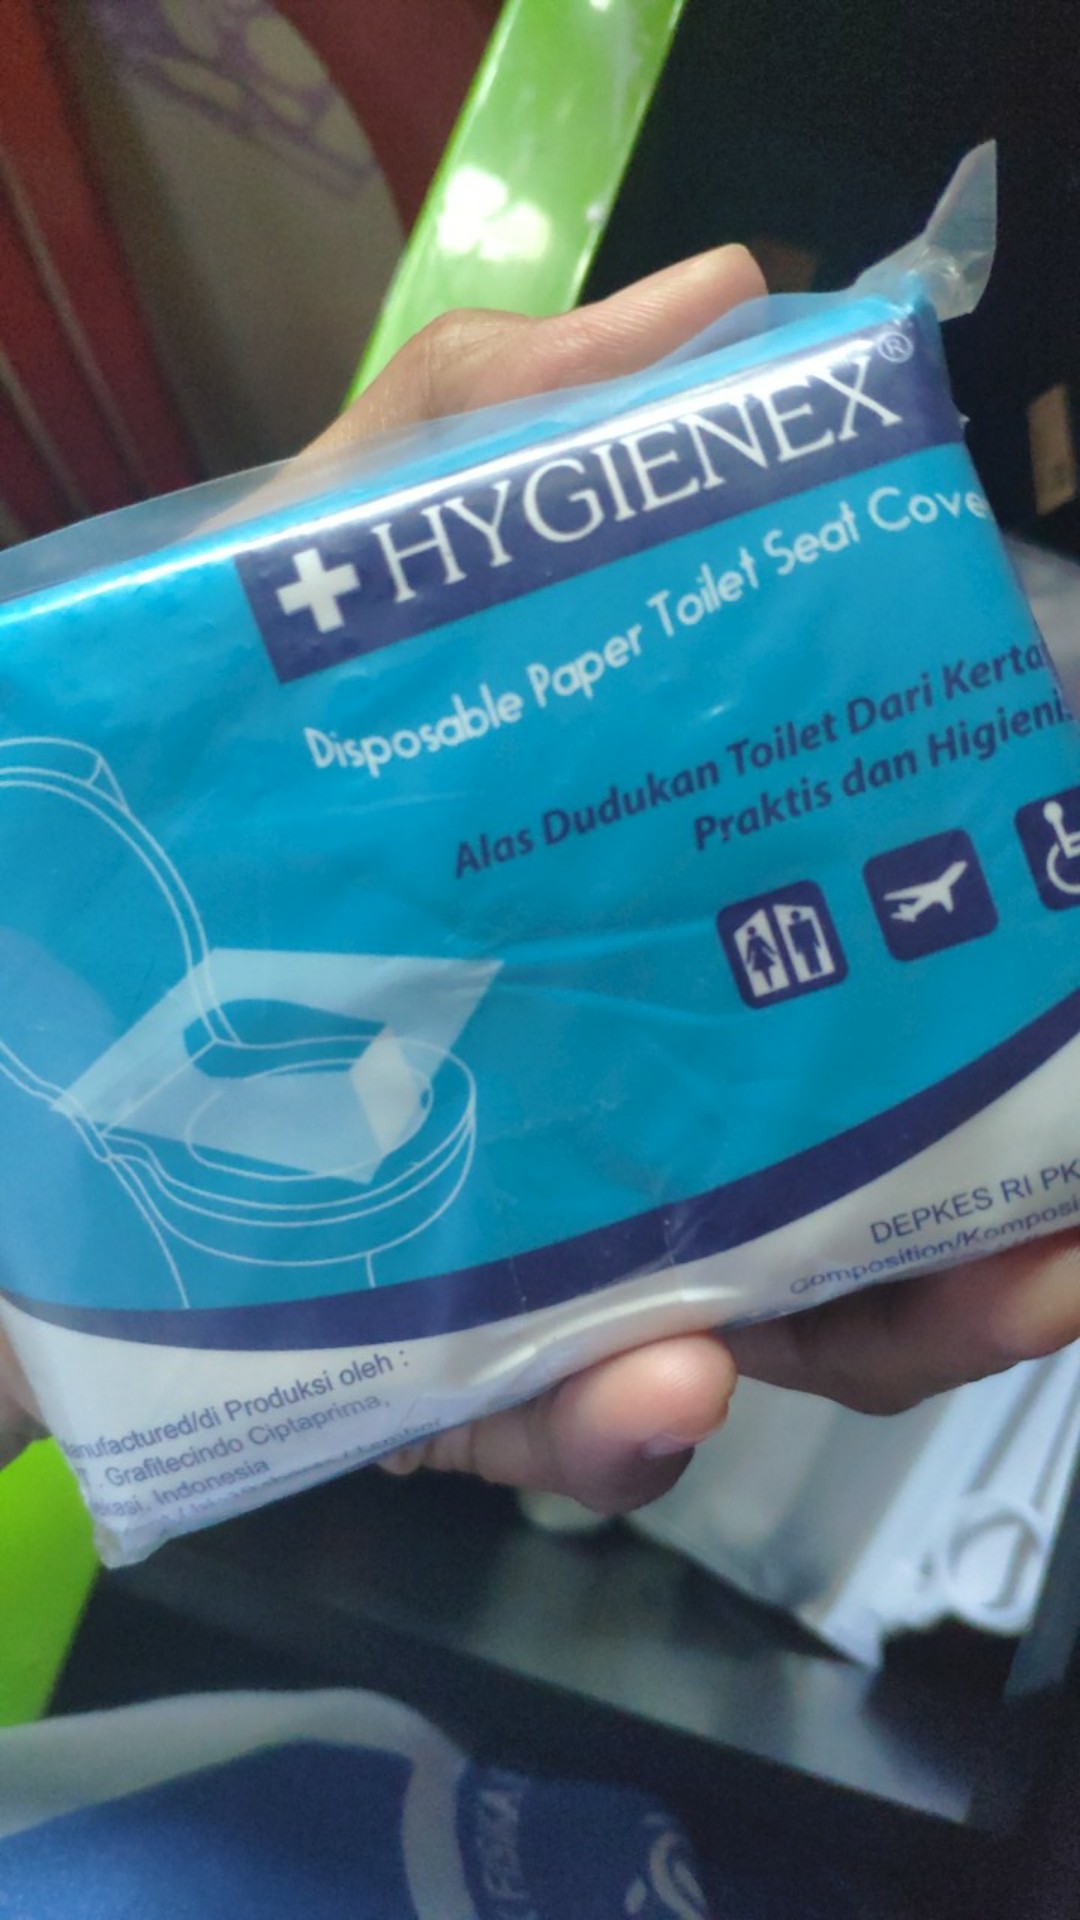 HYGIENEX®
Disposable Paper Toilet Seat Cove
Alas Dudukan Toilet Dari Kerta
Praktis dan Higieni
DEPKES RI PK
Composition/Komposi
anufactured/di Produksi oleh :
. Grafitecindo Ciptaprima,
kasi. Indonesia